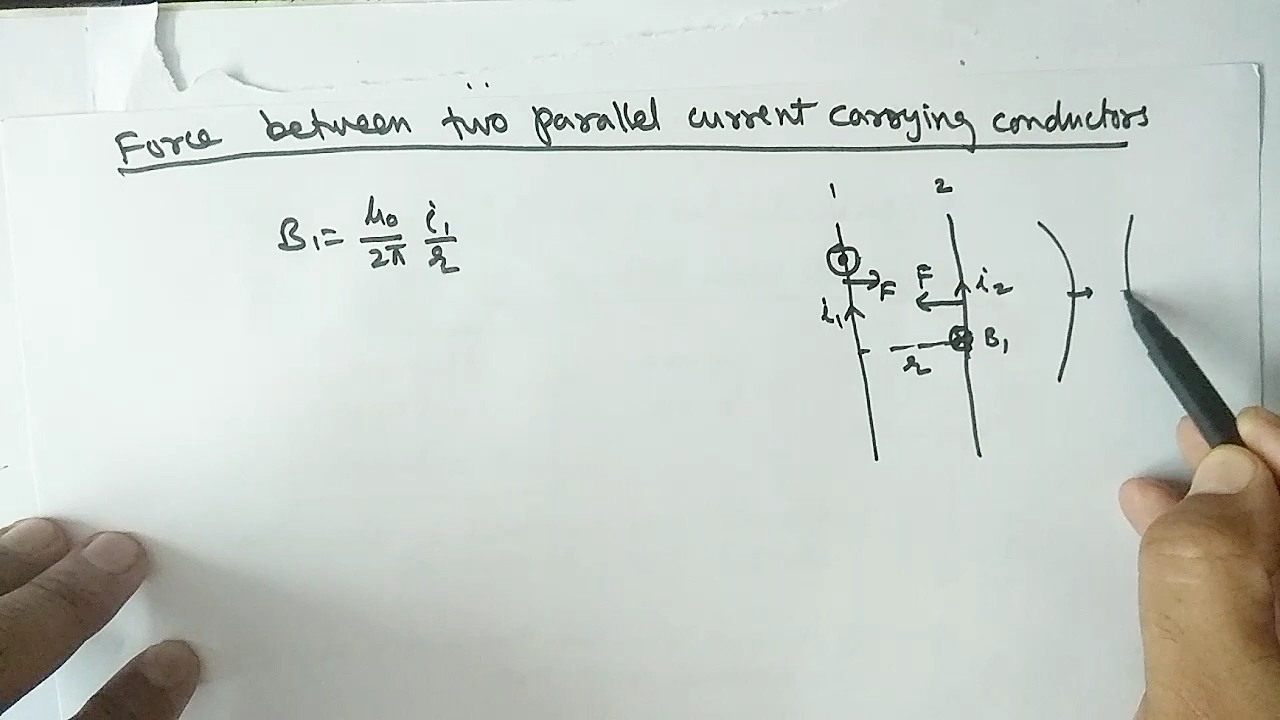 Force between two parallel current carrying conductors
B₁ = μ₀/2π i₁/r
1 2
F F i₂
i₁ B₁
r